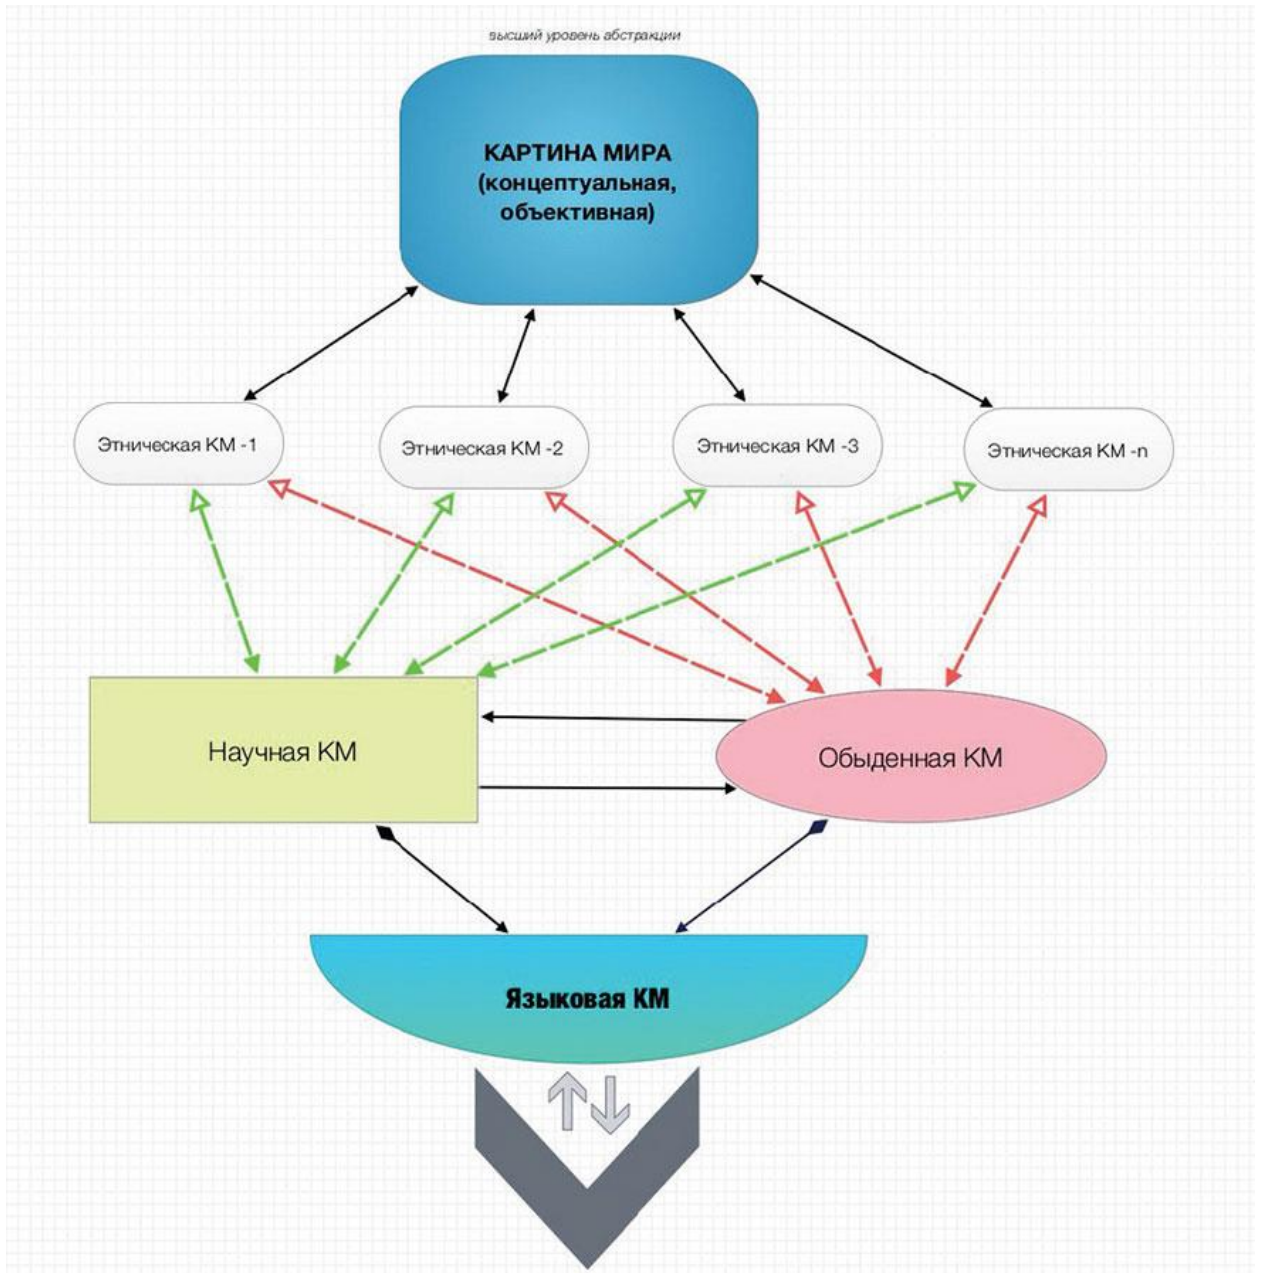 высший уровень абстракции
КАРТИНА МИРА
(концептуальная,
объективная)
Этническая КМ -1
Этническая КМ -2
Этническая КМ -3
Этническая КМ -n
Научная КМ
Обыденная КМ
Языковая КМ